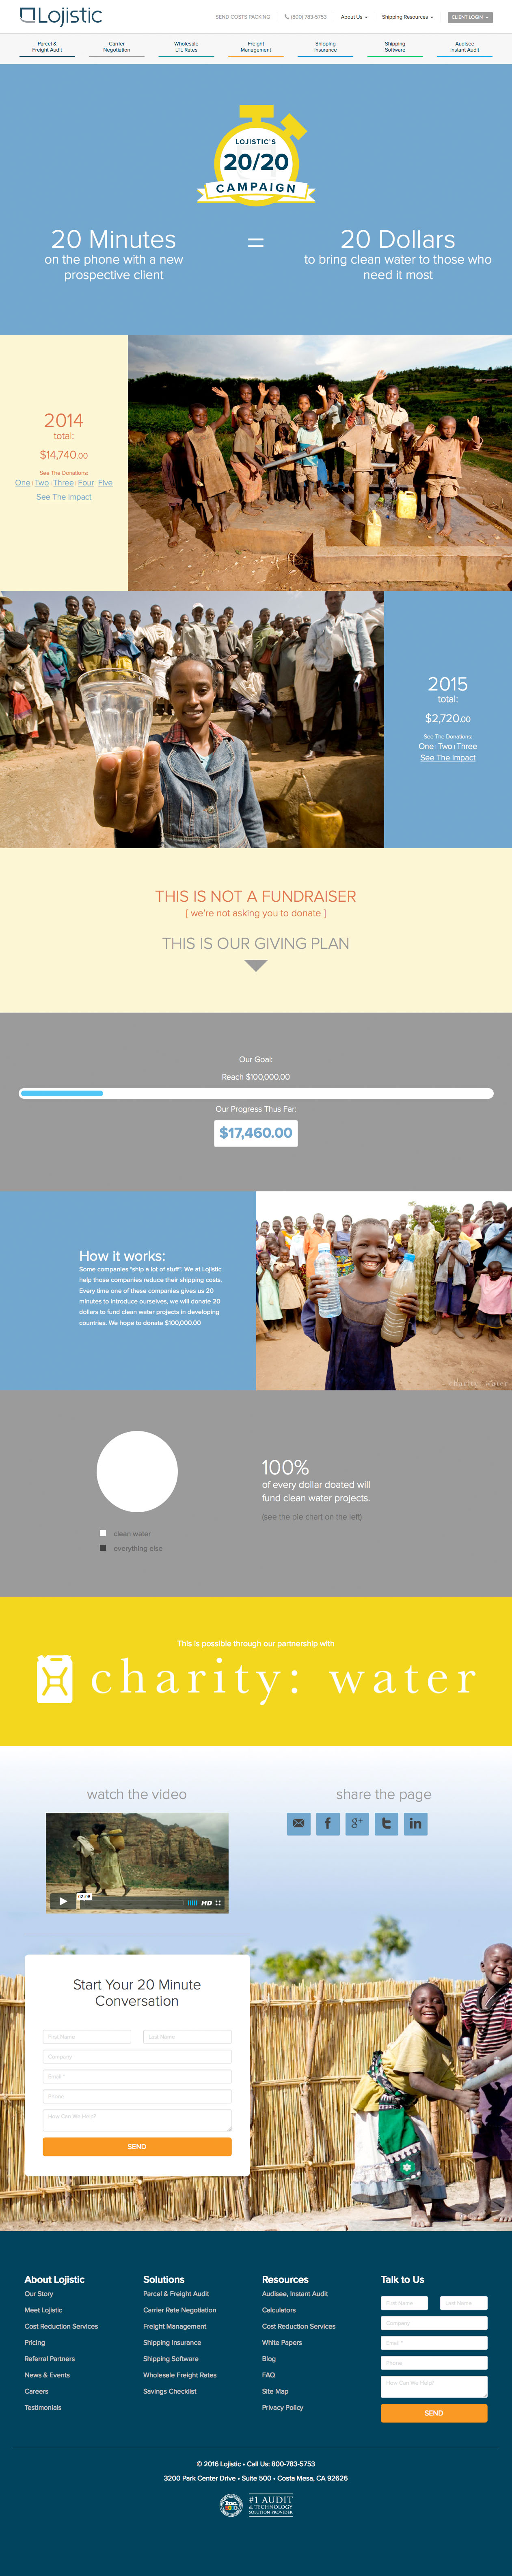 Lojistic
SEND COSTS PACKING
(800) 783-5753
About Us
Shipping Resources
CLIENT LOGIN
Parcel &
Freight Audit
Carrier
Negotiation
Wholesale
LTL Rates
Freight
Management
Shipping
Insurance
Shipping
Software
Audisee
Instant Audit
LOJISTIC'S
20/20
CAMPAIGN
20 Minutes
on the phone with a new
prospective client
=
20 Dollars
to bring clean water to those who
need it most
2014
total:
$14,740.00
See The Donations:
One | Two | Three | Four | Five
See The Impact
2015
total:
$2,720.00
See The Donations:
One | Two | Three
See The Impact
THIS IS NOT A FUNDRAISER
[ we're not asking you to donate ]
THIS IS OUR GIVING PLAN
Our Goal:
Reach $100,000.00
Our Progress Thus Far:
$17,460.00
How it works:
Some companies "ship a lot of stuff". We at Lojistic
help those companies reduce their shipping costs.
Every time one of these companies gives us 20
minutes to introduce ourselves, we will donate 20
dollars to fund clean water projects in developing
countries. We hope to donate $100,000.00
charity: water
clean water
everything else
100%
of every dollar doated will
fund clean water projects.
(see the pie chart on the left)
This is possible through our partnership with
charity: water
watch the video
02:08
HD
share the page
f
g+
t
in
Start Your 20 Minute
Conversation
First Name
Last Name
Company
Email *
Phone
How Can We Help?
SEND
About Lojistic
Our Story
Meet Lojistic
Cost Reduction Services
Pricing
Referral Partners
News & Events
Careers
Testimonials
Solutions
Parcel & Freight Audit
Carrier Rate Negotiation
Freight Management
Shipping Insurance
Shipping Software
Wholesale Freight Rates
Savings Checklist
Resources
Audisee, Instant Audit
Calculators
Cost Reduction Services
White Papers
Blog
FAQ
Site Map
Privacy Policy
Talk to Us
First Name
Last Name
Company
Email *
Phone
How Can We Help?
SEND
© 2016 Lojistic • Call Us: 800-783-5753
3200 Park Center Drive • Suite 500 • Costa Mesa, CA 92626
Inc.
#1 AUDIT
& TECHNOLOGY
SOLUTION PROVIDER